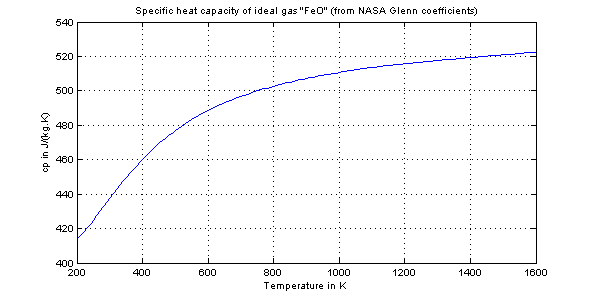 Specific heat capacity of ideal gas "FeO" (from NASA Glenn coefficients)
540
520
500
480
460
440
420
400
cp in J/(kg.K)
200 400 600 800 1000 1200 1400 1600
Temperature in K